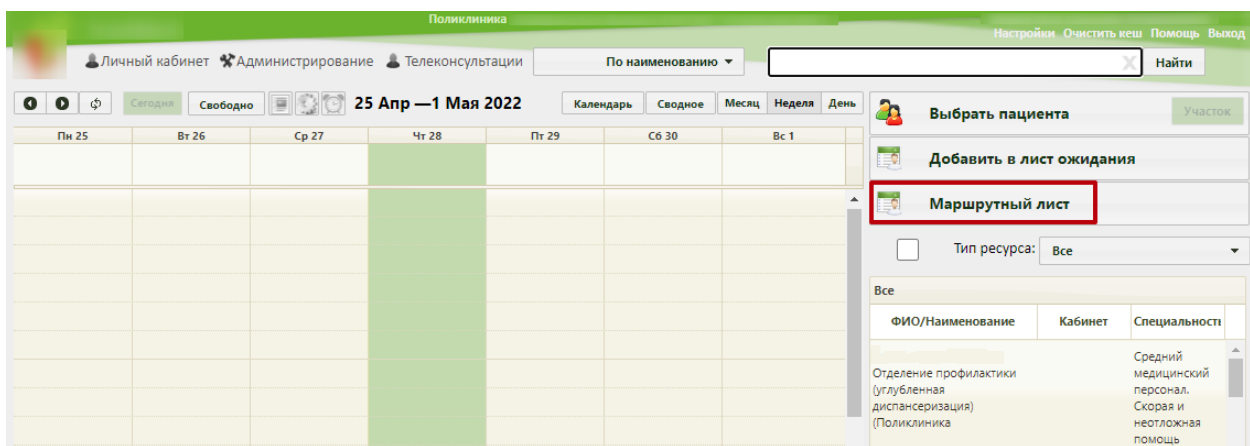 Поликлиника
Настройки Очистить кеш Помощь Выход
Личный кабинет Администрирование Телеконсультации По наименованию X Найти
Сегодня Свободно 25 Апр —1 Мая 2022 Календарь Сводное Месяц Неделя День
Выбрать пациента Участок
Пн 25 Вт 26 Ср 27 Чт 28 Пт 29 Сб 30 Вс 1
Добавить в лист ожидания
Маршрутный лист
Тип ресурса: Все
Все
ФИО/Наименование Кабинет Специальность
Отделение профилактики
(углубленная
диспансеризация)
(Поликлиника
Средний
медицинский
персонал.
Скорая и
неотложная
помощь